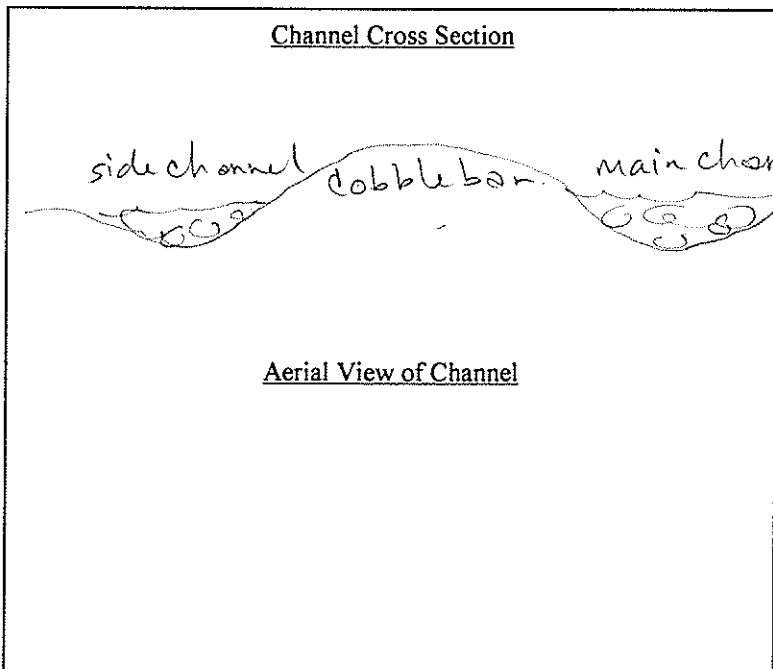 Channel Cross Section
side channel cobble bar. main chan
Aerial View of Channel